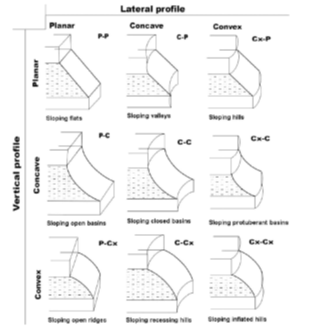 Lateral profile
Planar Concave Convex
Vertical profile
Planar
P-P C-P Cx-P
Sloping flats Sloping valleys Sloping hills
Concave
P-C C-C Cx-C
Sloping open basins Sloping closed basins Sloping protuberant basins
Convex
P-Cx C-Cx Cx-Cx
Sloping open ridges Sloping recessing hills Sloping inflated hills